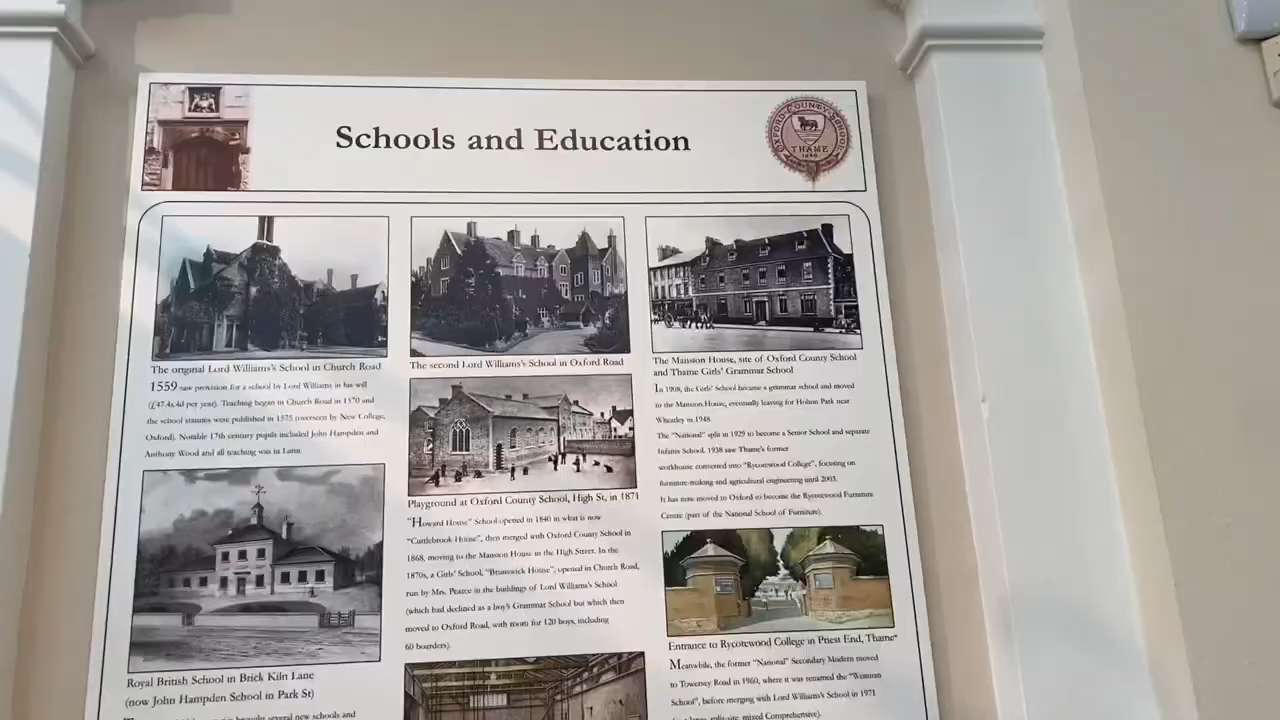 Schools and Education
OXFORD COUNTY SCHOOL
THAME
1840
The original Lord Williams's School in Church Road
1559 saw provision for a school by Lord Williams in his will
(£47.4s.4d per year). Teaching began in Church Road in 1570 and
the school statutes were published in 1575 (overseen by New College,
Oxford). Notable 17th century pupils included John Hampden and
Anthony Wood and all teaching was in Latin.
Royal British School in Brick Kiln Lane
(now John Hampden School in Park St)
brought several new schools and
The second Lord Williams's School in Oxford Road
Playground at Oxford County School, High St, in 1871
"Howard House" School opened in 1840 in what is now
"Cuttlebrook House", then merged with Oxford County School in
1868, moving to the Mansion House in the High Street. In the
1870s, a Girls' School, "Brunswick House", opened in Church Road,
run by Mrs. Pearce in the buildings of Lord Williams's School
(which had declined as a boy's Grammar School but which then
moved to Oxford Road, with room for 120 boys, including
60 boarders).
The Mansion House, site of Oxford County School
and Thame Girls' Grammar School
In 1908, the Girls' School became a grammar school and moved
to the Mansion House, eventually leaving for Holton Park near
Wheatley in 1948.
The "National" split in 1929 to become a Senior School and separate
Infants School. 1938 saw Thame's former
workhouse converted into "Rycotewood College", focusing on
furniture-making and agricultural engineering until 2003.
It has now moved to Oxford to become the Rycotewood Furniture
Centre (part of the National School of Furniture).
Entrance to Rycotewood College in Priest End, Thame*
Meanwhile, the former "National" Secondary Modern moved
to Towersey Road in 1960, where it was renamed the "Wenman
School", before merging with Lord Williams's School in 1971
split-site, mixed Comprehensive).